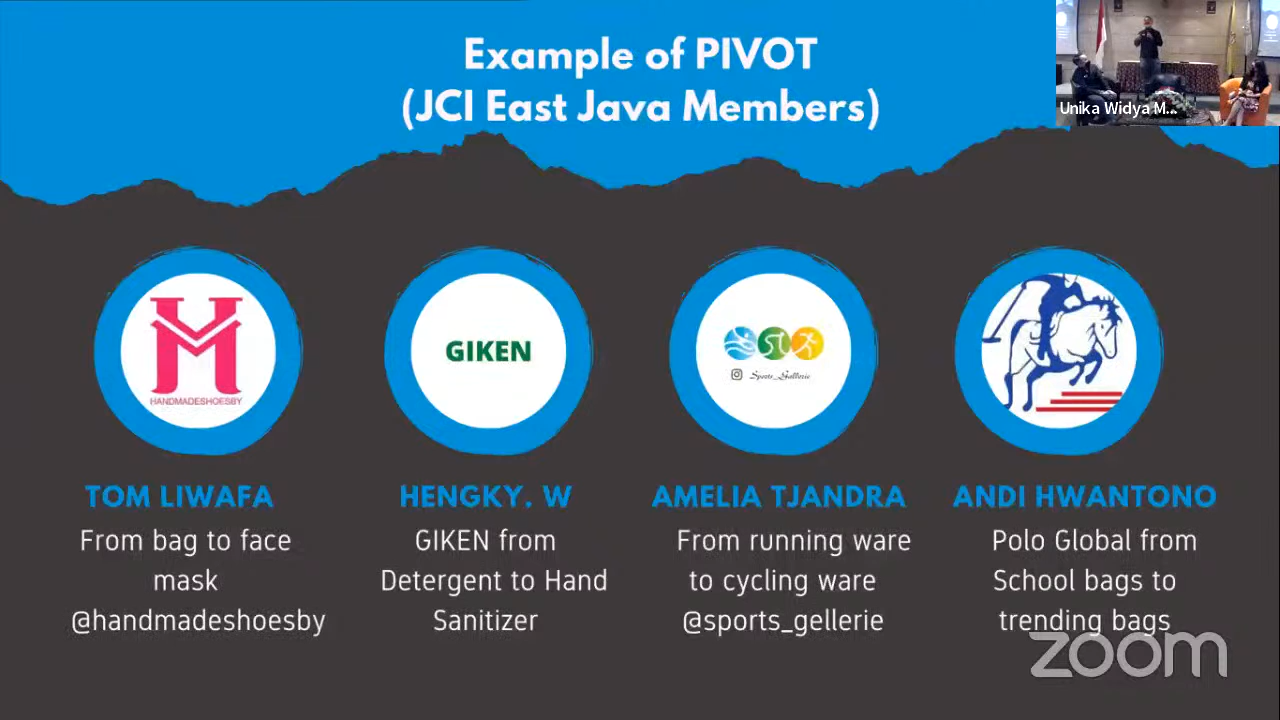 Example of PIVOT
(JCI East Java Members)
Unika Widya M...
HANDMADESHOESBY
GIKEN
Sports_Gallerie
TOM LIWAFA
From bag to face
mask
@handmadeshoesby
HENGKY. W
GIKEN from
Detergent to Hand
Sanitizer
AMELIA TJANDRA
From running ware
to cycling ware
@sports_gellerie
ANDI HWANTONO
Polo Global from
School bags to
trending bags
zoom